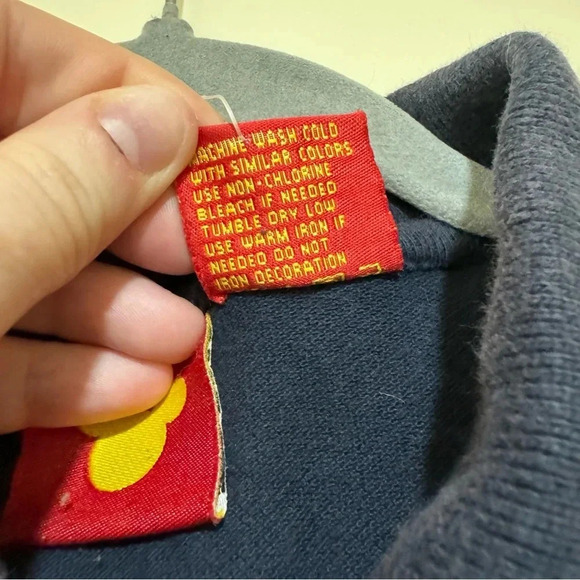 MACHINE WASH COLD
WITH SIMILAR COLORS
USE NON-CHLORINE
BLEACH IF NEEDED
TUMBLE DRY LOW
USE WARM IRON IF
NEEDED DO NOT
IRON DECORATION